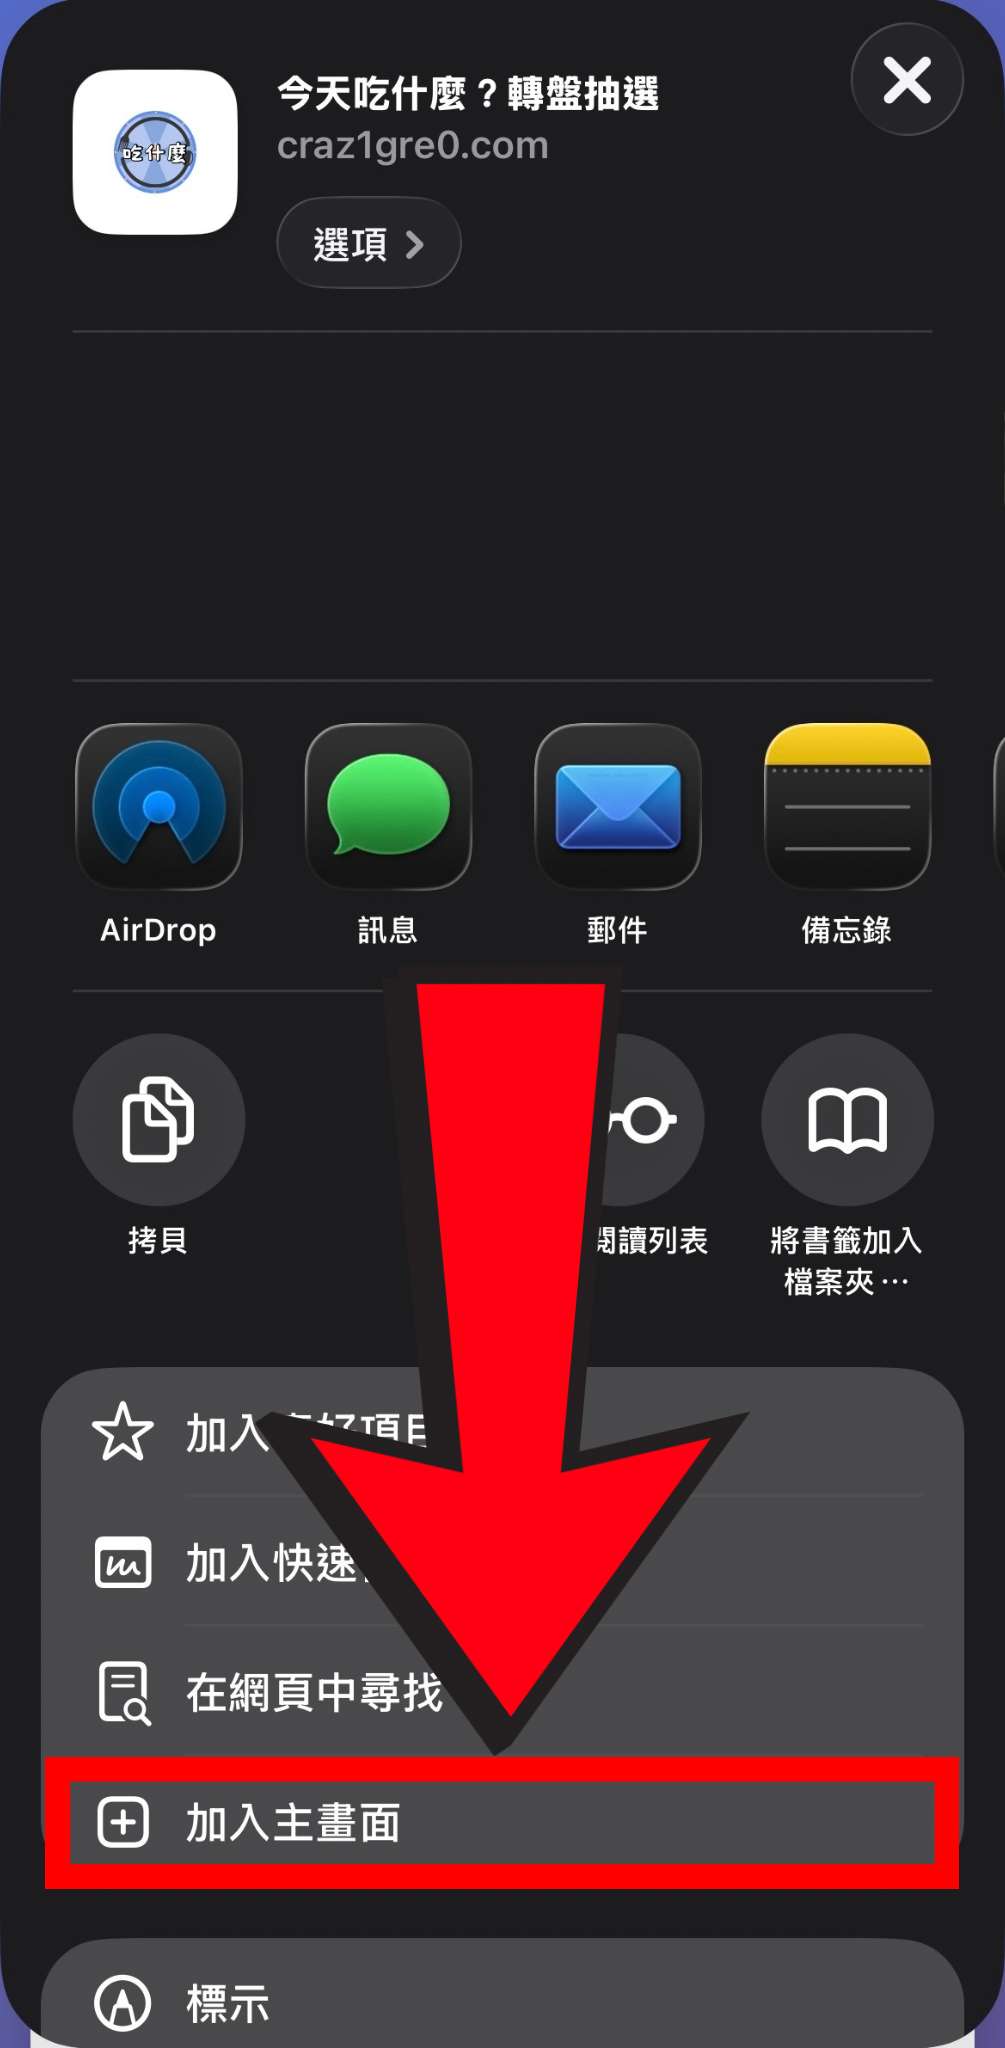 吃什麼
今天吃什麼？轉盤抽選
craz1gre0.com
選項
AirDrop
訊息
郵件
備忘錄
拷貝
閱讀列表
將書籤加入
檔案夾⋯
加入
項目
加入快速
在網頁中尋找
加入主畫面
標示